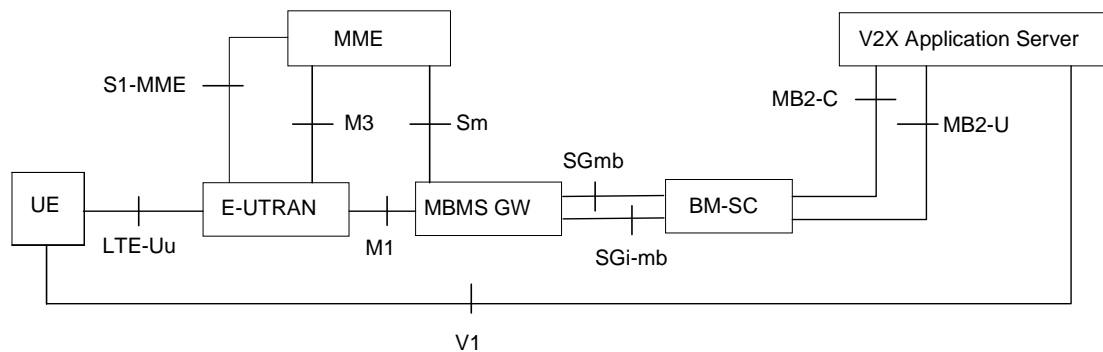 MME
V2X Application Server
S1-MME
MB2-C
M3
Sm
MB2-U
SGmb
UE
E-UTRAN
MBMS GW
BM-SC
LTE-Uu
M1
SGi-mb
V1